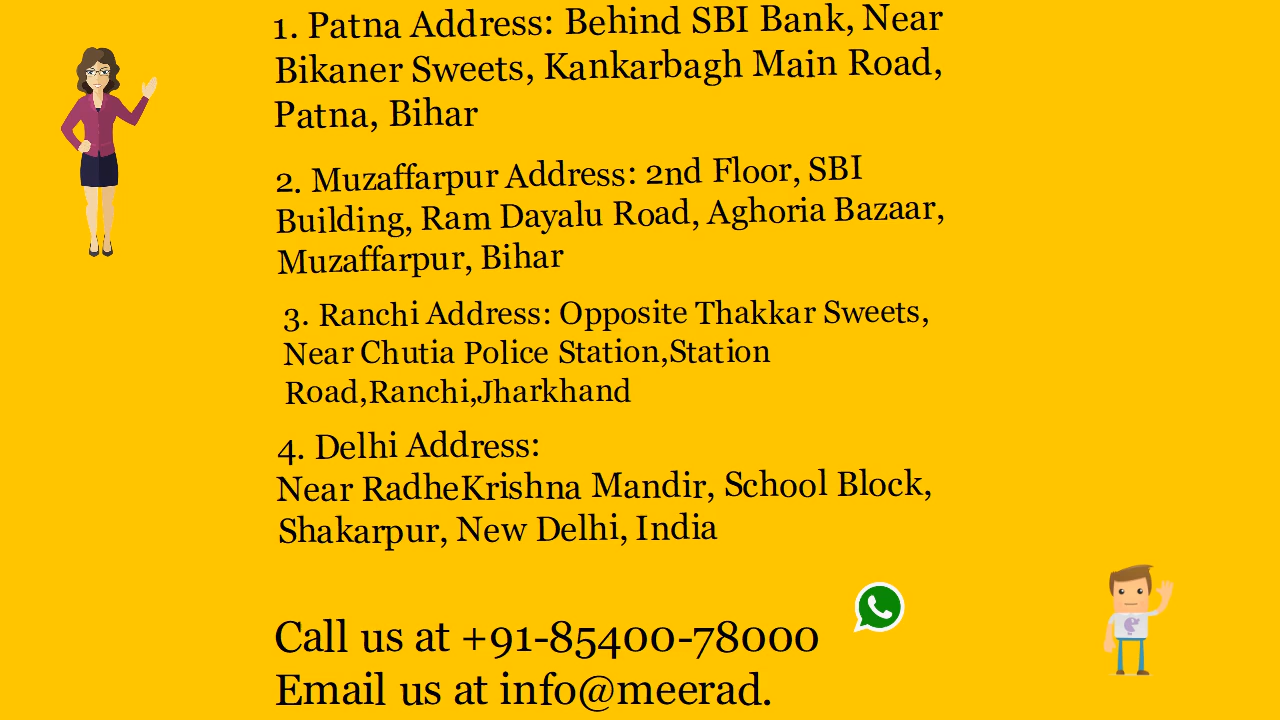 1. Patna Address: Behind SBI Bank, Near
Bikaner Sweets, Kankarbagh Main Road,
Patna, Bihar
2. Muzaffarpur Address: 2nd Floor, SBI
Building, Ram Dayalu Road, Aghoria Bazaar,
Muzaffarpur, Bihar
3. Ranchi Address: Opposite Thakkar Sweets,
Near Chutia Police Station,Station
Road,Ranchi,Jharkhand
4. Delhi Address:
Near RadheKrishna Mandir, School Block,
Shakarpur, New Delhi, India
Call us at +91-85400-78000
Email us at info@meerad.